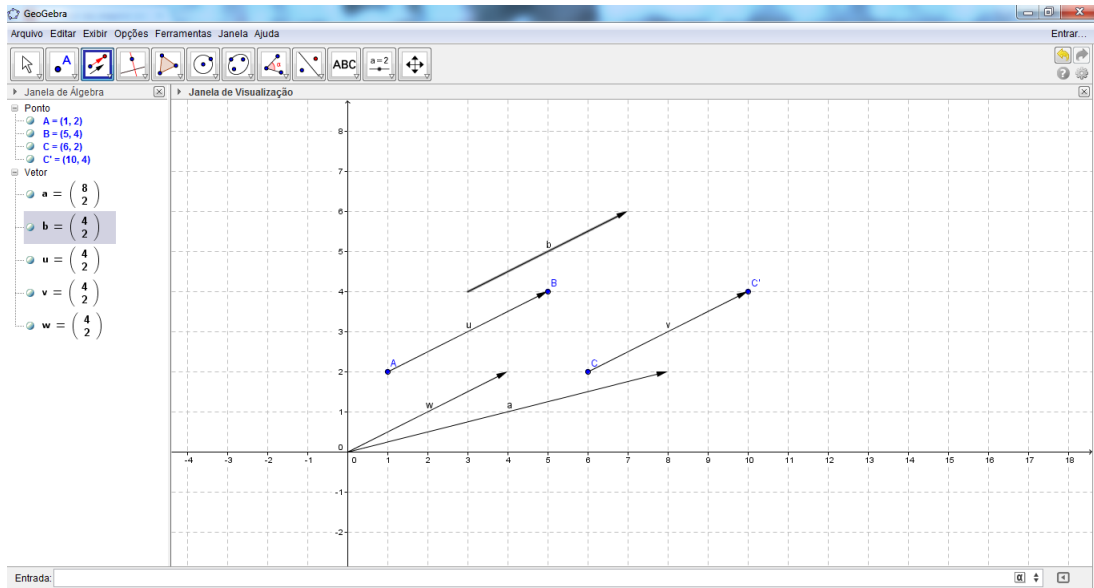 GeoGebra
Arquivo Editar Exibir Opções Ferramentas Janela Ajuda
Entrar...
A
ABC
a=2
Janela de Álgebra
Janela de Visualização
Ponto
A = (1, 2)
B = (5, 4)
C = (6, 2)
C' = (10, 4)
Vetor
a = ( 8 2 )
b = ( 4 2 )
u = ( 4 2 )
v = ( 4 2 )
w = ( 4 2 )
8
7
6
b
5
4
B
C'
3
u
v
2
A
C
w
a
1
0
-4 -3 -2 -1 0 1 2 3 4 5 6 7 8 9 10 11 12 13 14 15 16 17 18
-1
-2
Entrada:
α